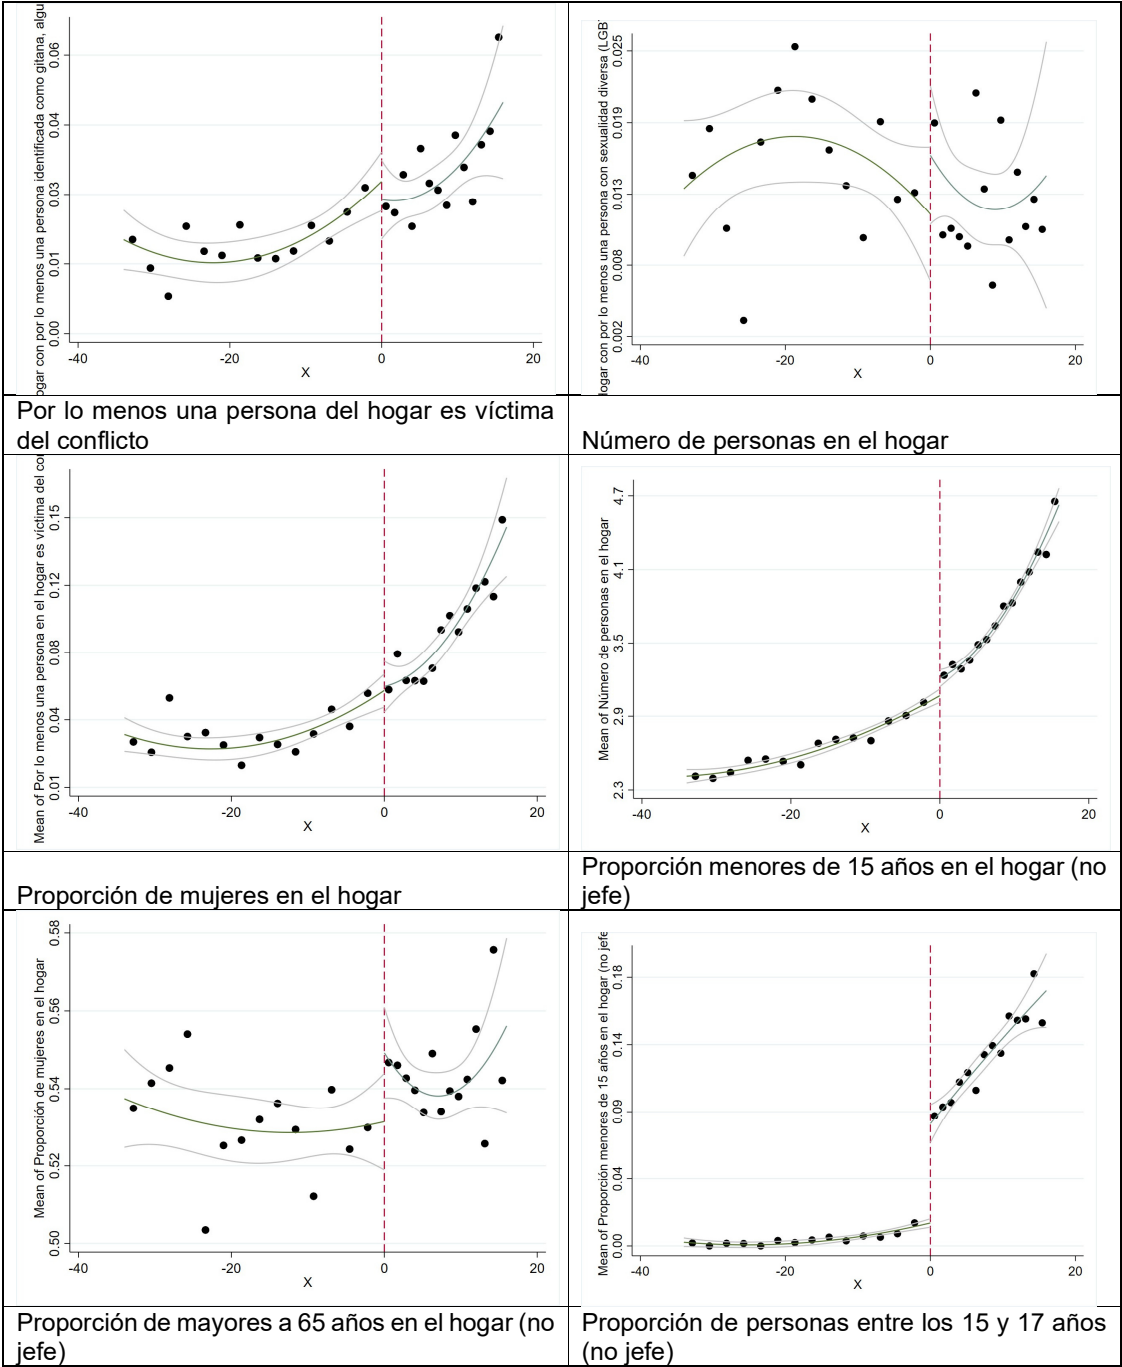 ogar con por lo menos una persona identificada como gitana, algu
0.06
0.04
0.03
0.01
0.00
-40 -20 0 20
X
logar con por lo menos una persona con sexualidad diversa (LGB
0.025
0.019
0.013
0.008
0.002
-40 -20 0 20
X
Por lo menos una persona del hogar es víctima
del conflicto
Número de personas en el hogar
Mean of Por lo menos una persona en el hogar es víctima del co
0.15
0.12
0.08
0.04
0.01
-40 -20 0 20
X
Mean of Número de personas en el hogar
4.7
4.1
3.5
2.9
2.3
-40 -20 0 20
X
Proporción de mujeres en el hogar
Proporción menores de 15 años en el hogar (no
jefe)
Mean of Proporción de mujeres en el hogar
0.58
0.56
0.54
0.52
0.50
-40 -20 0 20
X
Mean of Proporción menores de 15 años en el hogar (no jefe
0.18
0.14
0.09
0.04
0.00
-40 -20 0 20
X
Proporción de mayores a 65 años en el hogar (no
jefe)
Proporción de personas entre los 15 y 17 años
(no jefe)